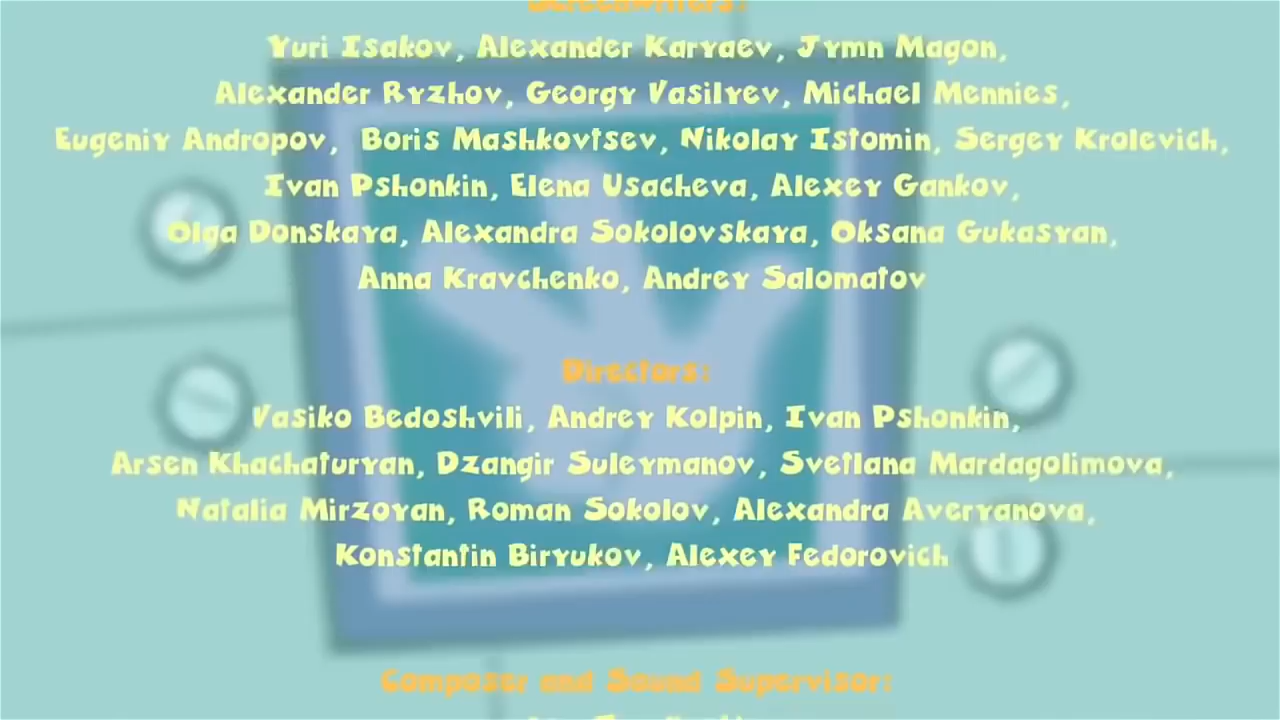 Screenwriters:
Yuri Isakov, Alexander Karyaev, Jymn Magon,
Alexander Ryzhov, Georgy Vasilyev, Michael Mennies,
Eugeniy Andropov, Boris Mashkovtsev, Nikolay Istomin, Sergey Krolevich,
Ivan Pshonkin, Elena Usacheva, Alexey Gankov,
Olga Donskaya, Alexandra Sokolovskaya, Oksana Gukasyan,
Anna Kravchenko, Andrey Salomatov
Directors:
Vasiko Bedoshvili, Andrey Kolpin, Ivan Pshonkin,
Arsen Khachaturyan, Dzangir Suleymanov, Svetlana Mardagolimova,
Natalia Mirzoyan, Roman Sokolov, Alexandra Averyanova,
Konstantin Biryukov, Alexey Fedorovich
Composer and Sound Supervisor: